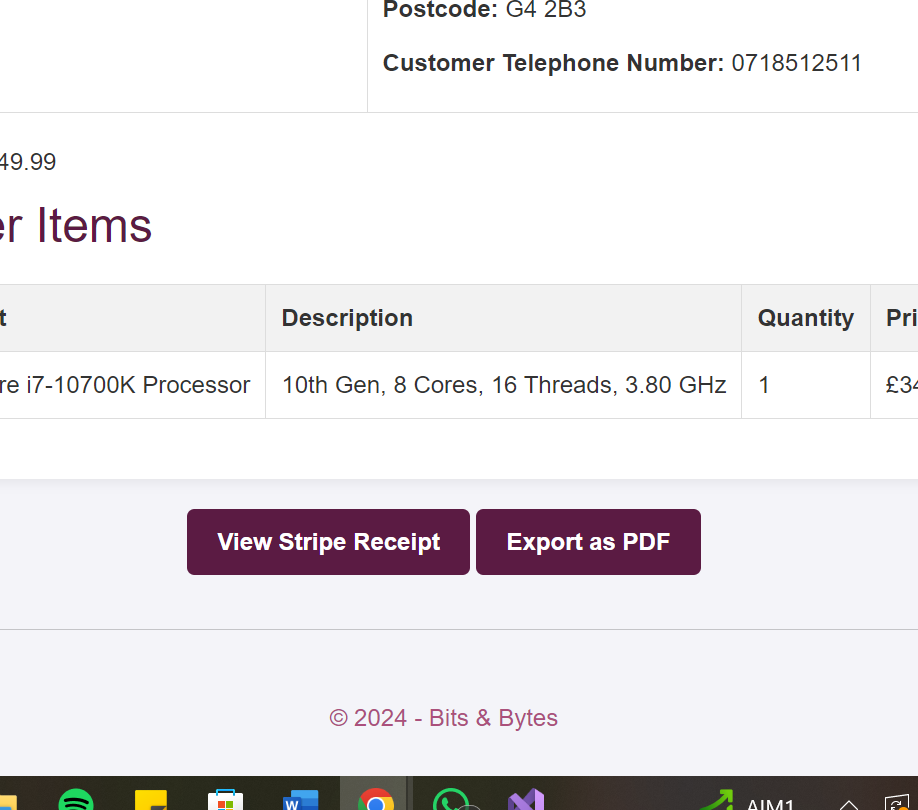 Postcode: G4 2B3
Customer Telephone Number: 0718512511
49.99
er Items
t Description Quantity Pri
re i7-10700K Processor 10th Gen, 8 Cores, 16 Threads, 3.80 GHz 1 £34
View Stripe Receipt Export as PDF
© 2024 - Bits & Bytes
W AIM1